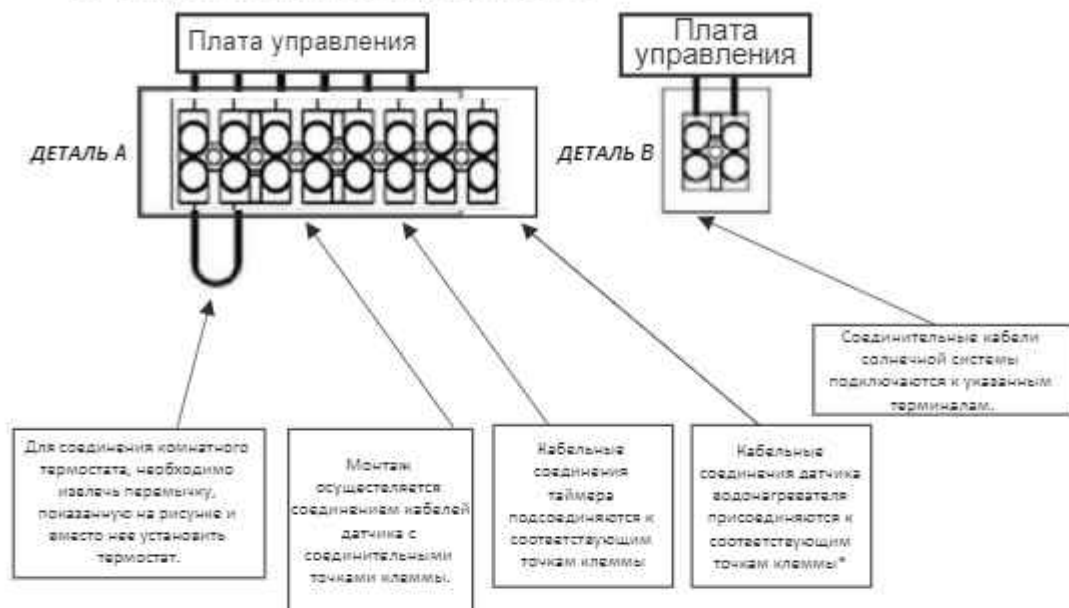 Плата управления
Плата
управления
ДЕТАЛЬ A
ДЕТАЛЬ B
Соединительные кабели
солнечной системы
подключаются к указанным
терминалам.
Для соединения комнатного
термостата, необходимо
извлечь перемычку,
показанную на рисунке и
вместо нее установить
термостат.
Монтаж
осуществляется
соединением кабелей
датчика с
соединительными
точками клеммы.
Кабельные
соединения
таймера
подсоединяются к
соответствующим
точкам клеммы
Кабельные
соединения датчика
водонагревателя
присоединяются к
соответствующим
точкам клеммы*